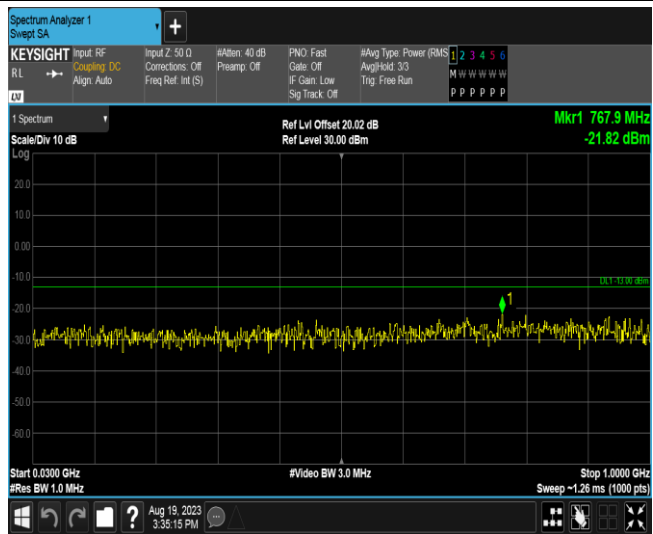 Spectrum Analyzer 1
Swept SA
+
KEYSIGHT
RL
LXI
Input: RF
Coupling: DC
Align: Auto
Input Z: 50 Ω
Corrections: Off
Freq Ref: Int (S)
#Atten: 40 dB
Preamp: Off
PNO: Fast
Gate: Off
IF Gain: Low
Sig Track: Off
#Avg Type: Power (RMS
Avg|Hold: 3/3
Trig: Free Run
1 2 3 4 5 6
M W W W W W
P P P P P P
1 Spectrum
Scale/Div 10 dB
Log
Ref Lvl Offset 20.02 dB
Ref Level 30.00 dBm
Mkr1 767.9 MHz
-21.82 dBm
20.0
10.0
0.00
-10.0
DL1 -13.00 dBm
1
-20.0
-30.0
-40.0
-50.0
-60.0
Start 0.0300 GHz
#Res BW 1.0 MHz
#Video BW 3.0 MHz
Stop 1.0000 GHz
Sweep ~1.26 ms (1000 pts)
?
Aug 19, 2023
3:35:15 PM